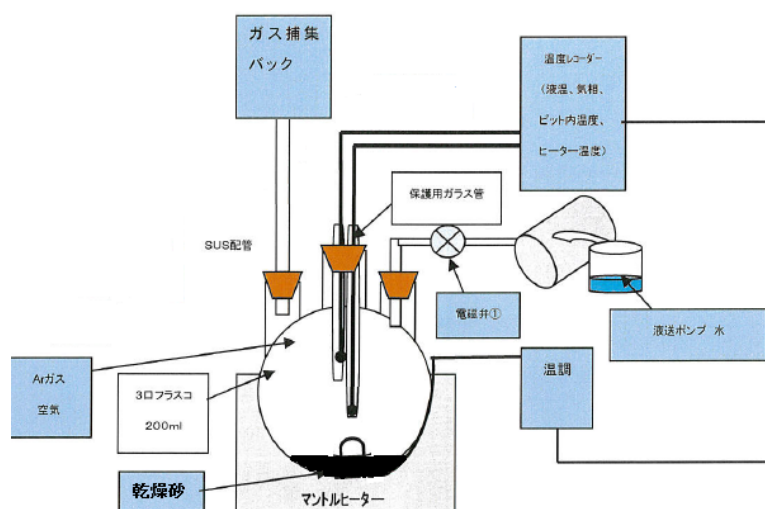 ガス捕集
パック
温度レコーダー
(液温、気相、
ピット内温度、
ヒーター温度)
保護用ガラス管
SUS配管
電磁弁①
液送ポンプ 水
Arガス
空気
3口フラスコ
200ml
温調
乾燥砂
マントルヒーター